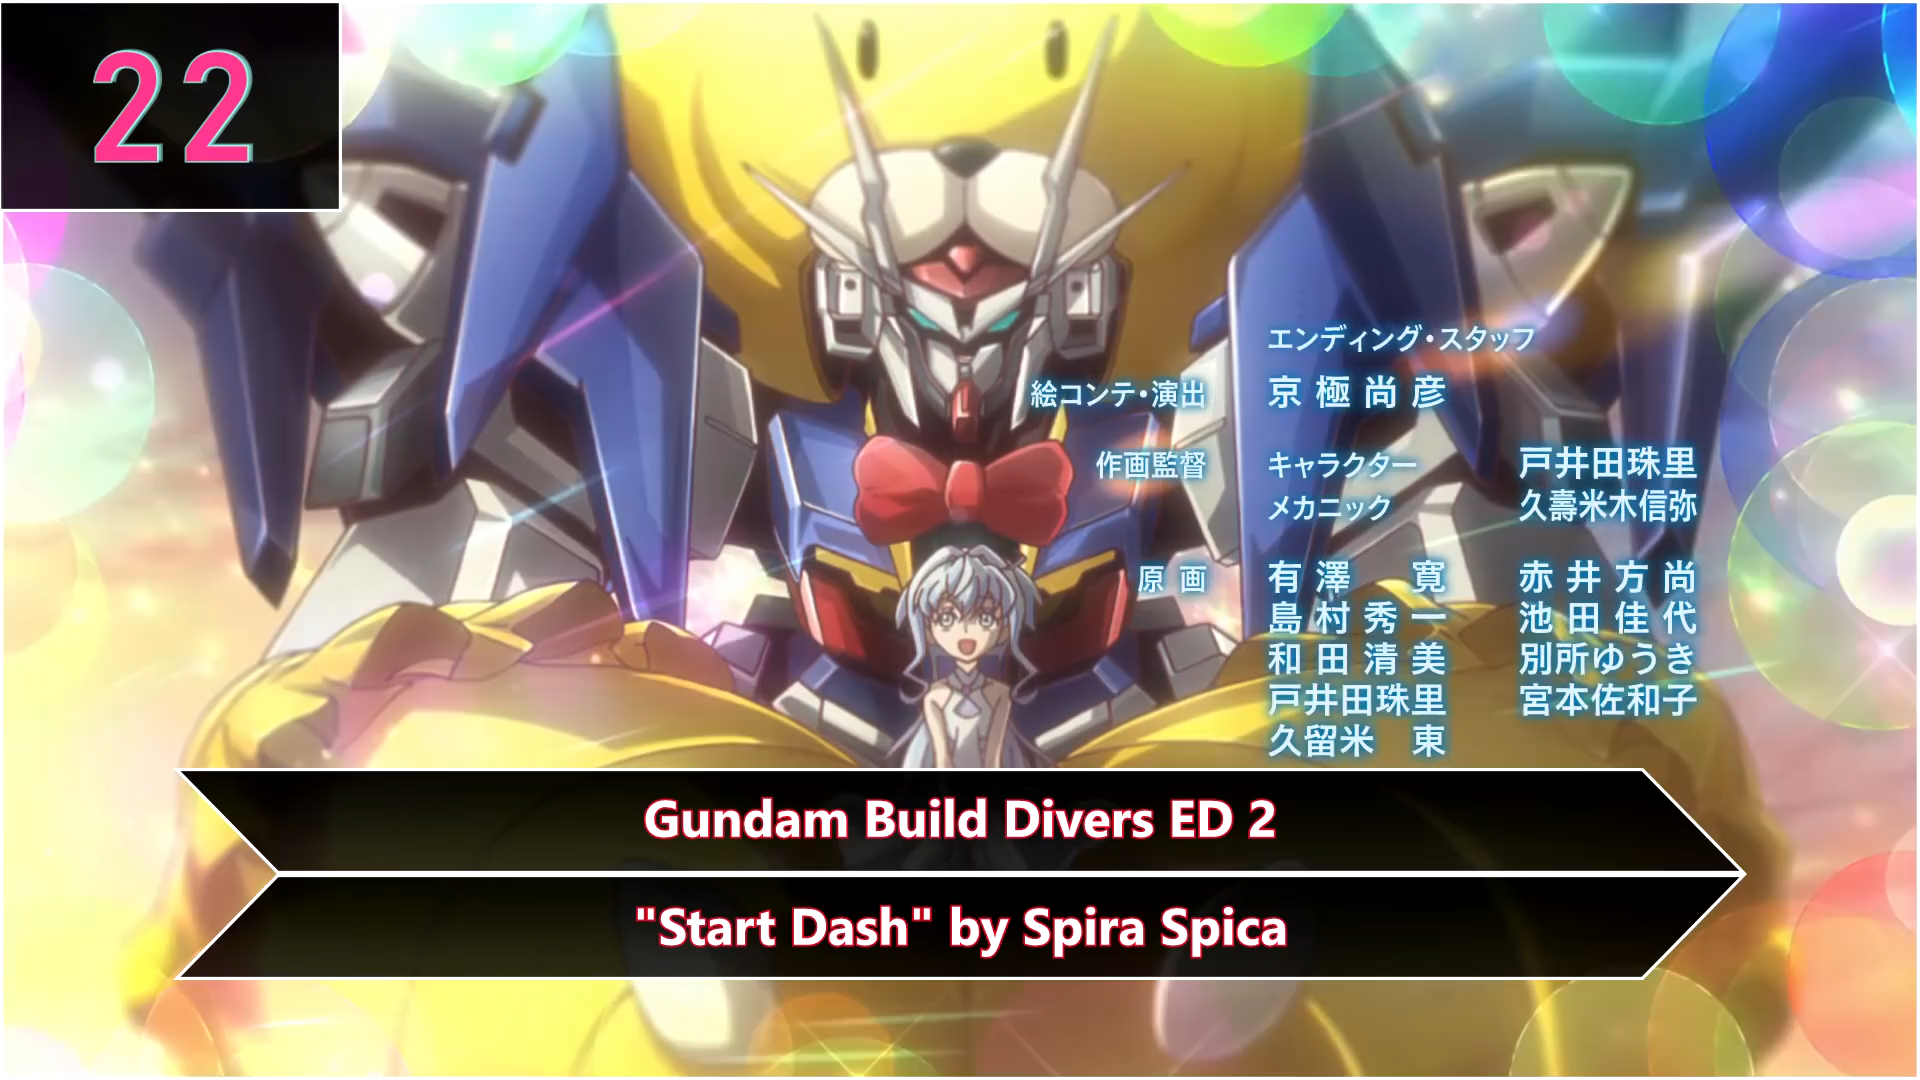 22
エンディング・スタッフ
絵コンテ・演出 京極尚彦
作画監督 キャラクター 戸井田珠里
メカニック 久壽米木信弥
原画 有澤 寛 赤井方尚
島村秀一 池田佳代
和田清美 別所ゆうき
戸井田珠里 宮本佐和子
久留米 東
Gundam Build Divers ED 2
"Start Dash" by Spira Spica